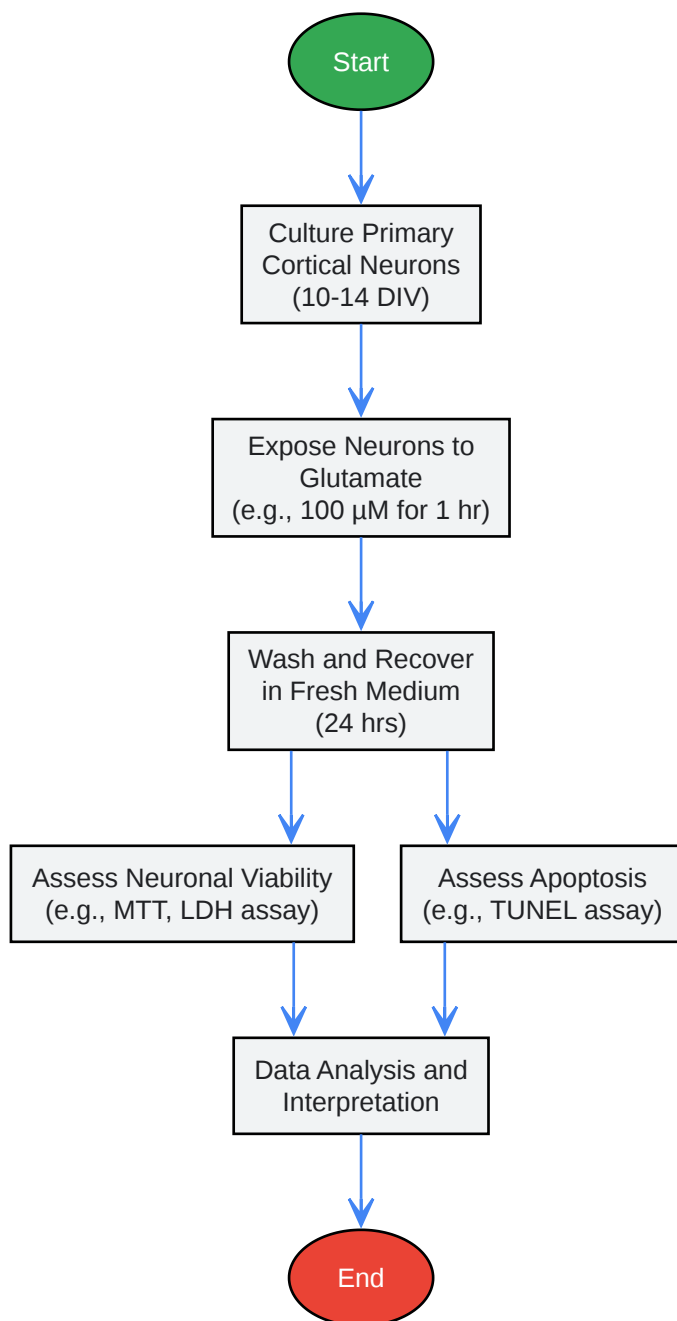 Start
Culture Primary
Cortical Neurons
(10-14 DIV)
Expose Neurons to
Glutamate
(e.g., 100 µM for 1 hr)
Wash and Recover
in Fresh Medium
(24 hrs)
Assess Neuronal Viability
(e.g., MTT, LDH assay)
Assess Apoptosis
(e.g., TUNEL assay)
Data Analysis and
Interpretation
End